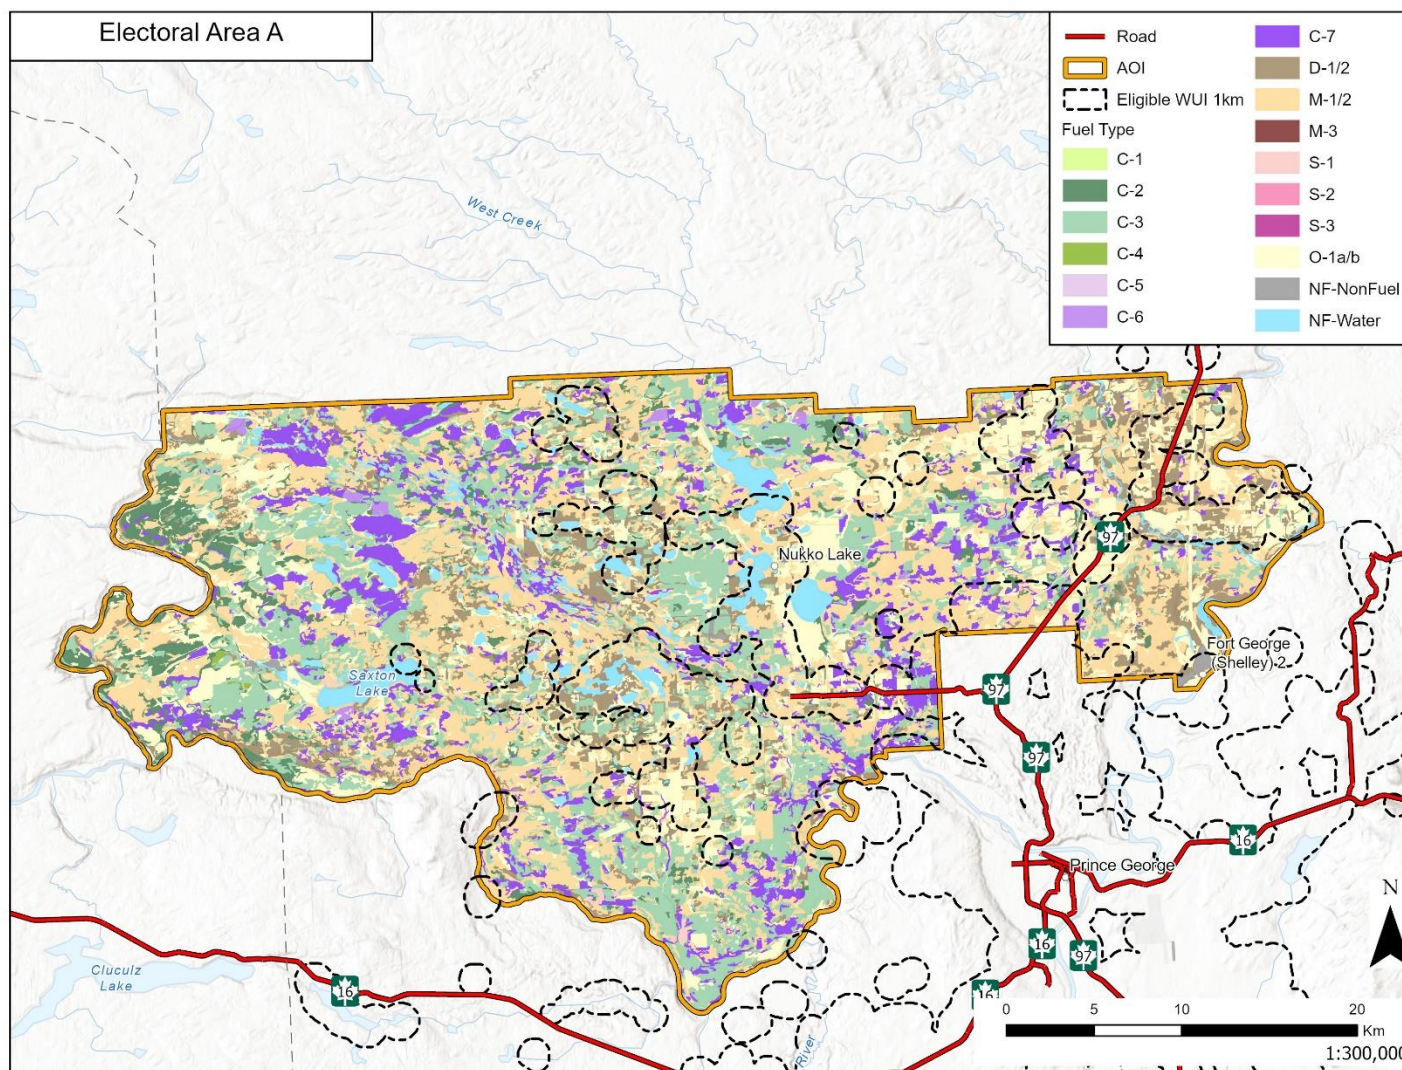 Electoral Area A
Road
AOI
Eligible WUI 1km
Fuel Type
C-1
C-2
C-3
C-4
C-5
C-6
C-7
D-1/2
M-1/2
M-3
S-1
S-2
S-3
O-1a/b
NF-NonFuel
NF-Water
West Creek
97
Nukko Lake
Fort George
(Shelley) 2
Saxton
Lake
97
97
16
Prince George
16
97
Cluculz
Lake
16
16
River
N
0 5 10 20
Km
1:300,000